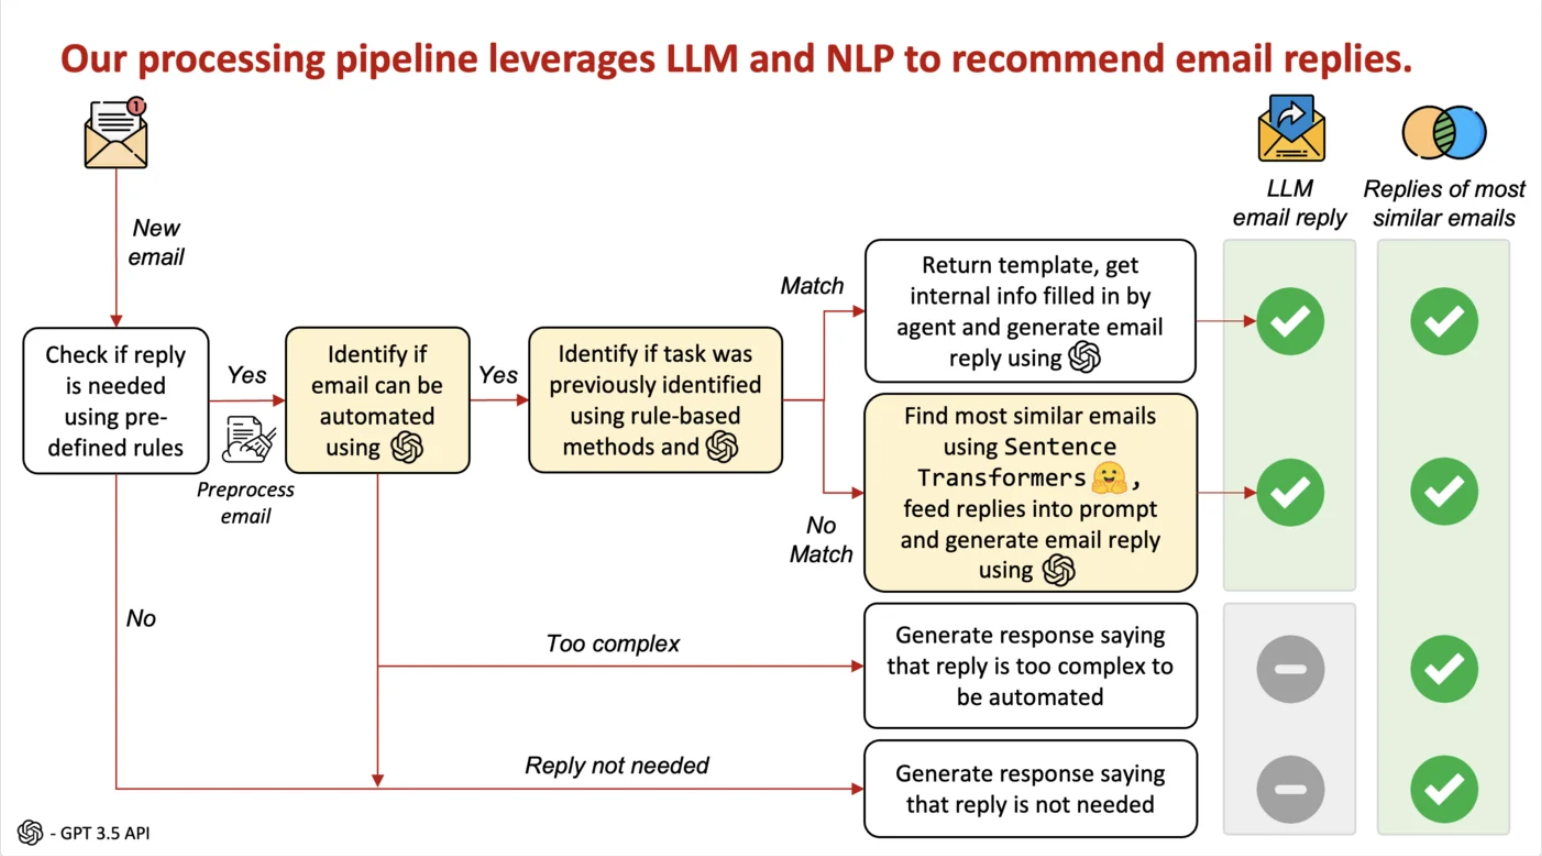 Our processing pipeline leverages LLM and NLP to recommend email replies.
1
LLM
email reply
Replies of most
similar emails
New
email
Check if reply
is needed
using pre-
defined rules
Yes
Preprocess
email
Identify if
email can be
automated
using
Yes
Identify if task was
previously identified
using rule-based
methods and
Match
Return template, get
internal info filled in by
agent and generate email
reply using
No
Match
Find most similar emails
using Sentence
Transformers ,
feed replies into prompt
and generate email reply
using
No
Too complex
Generate response saying
that reply is too complex to
be automated
Reply not needed
Generate response saying
that reply is not needed
- GPT 3.5 API